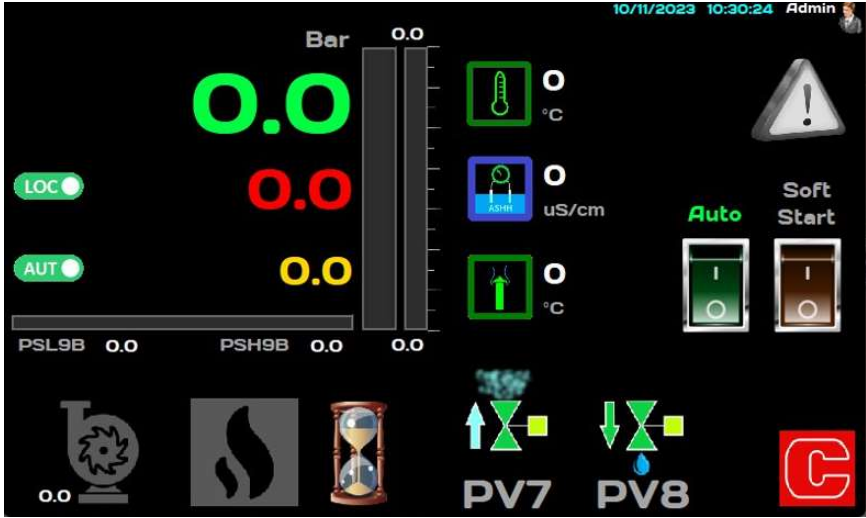 10/11/2023 10:30:24 Admin
Bar 0.0
0.0
0 °C
LOC 0.0
ASHH 0 uS/cm
Auto
Soft Start
I O
I O
AUT 0.0
0 °C
PSL9B 0.0 PSH9B 0.0 0.0
0.0
PV7 PV8
C